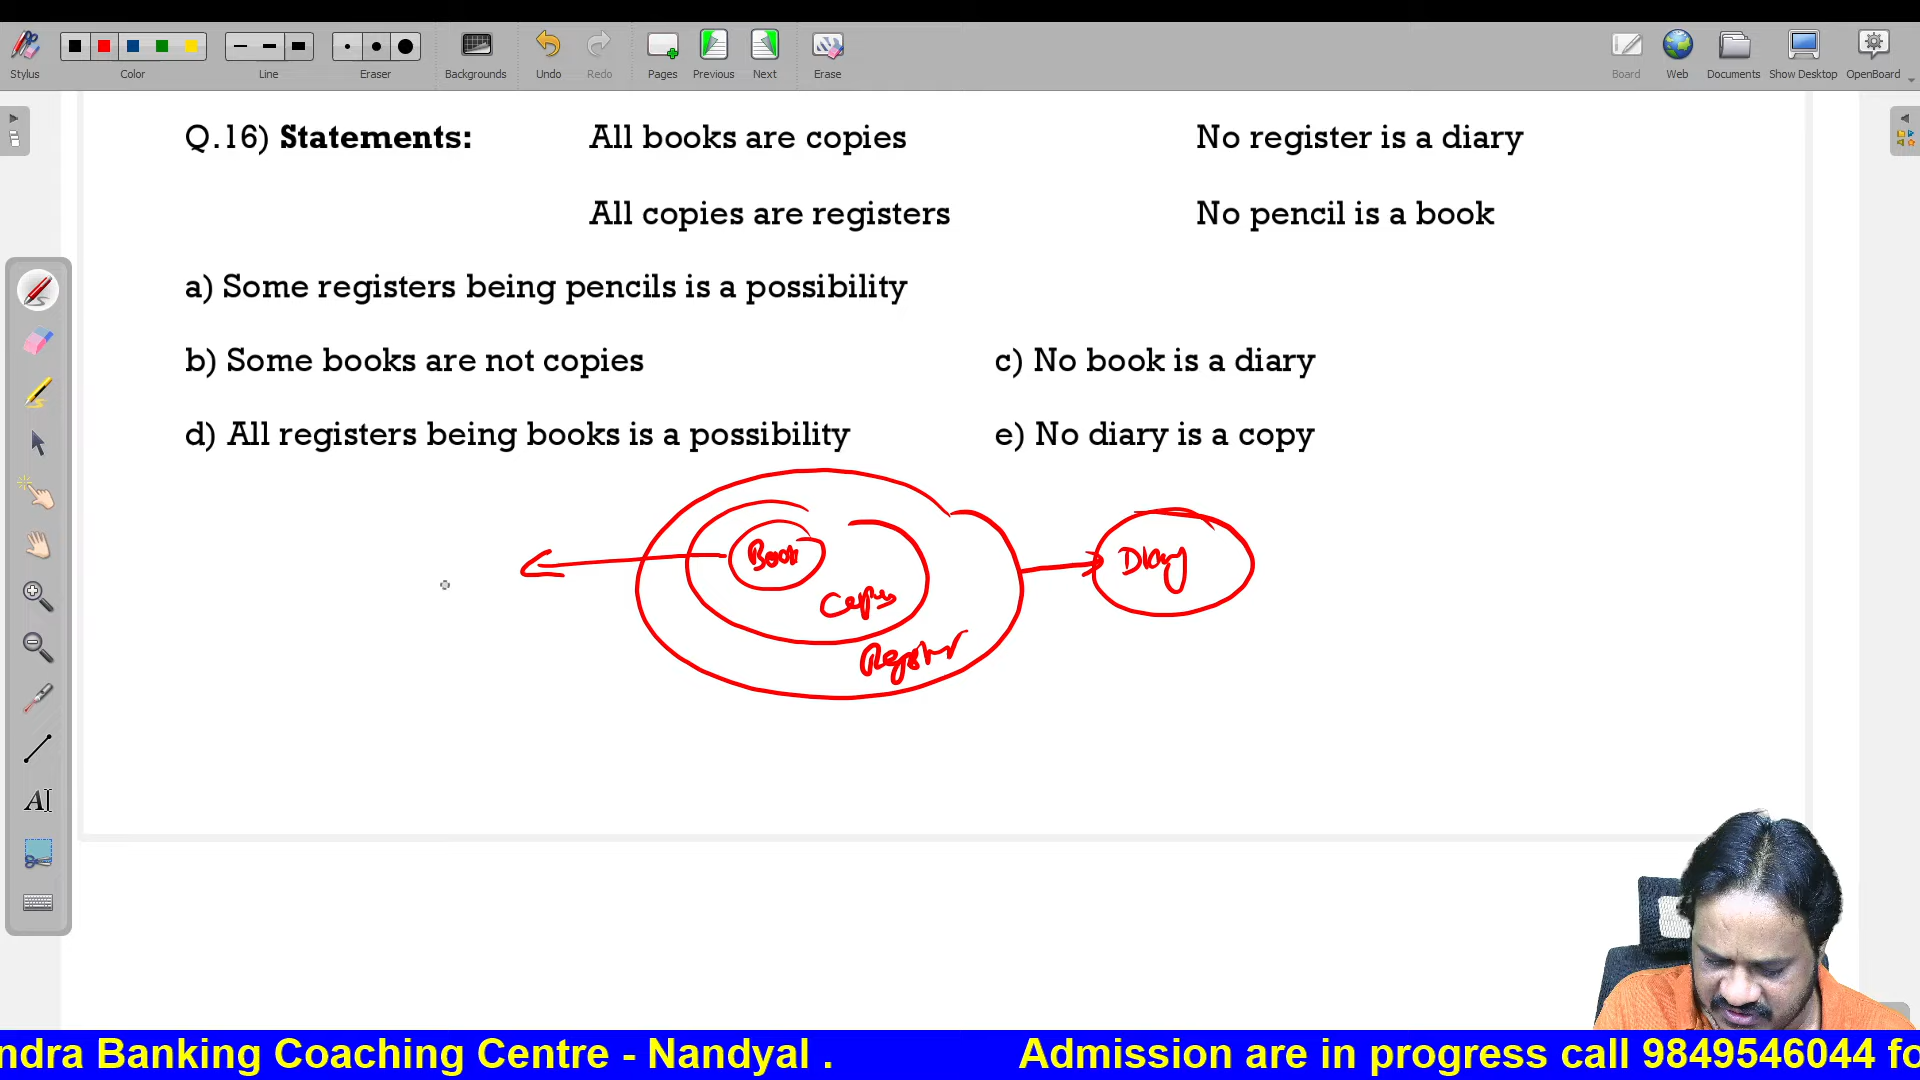 Stylus
Color
Line
Eraser
Backgrounds
Undo
Redo
Pages
Previous
Next
Erase
Board
Web
Documents
Show Desktop
OpenBoard
Q.16) Statements: All books are copies No register is a diary
All copies are registers No pencil is a book
a) Some registers being pencils is a possibility
b) Some books are not copies c) No book is a diary
d) All registers being books is a possibility e) No diary is a copy
Book
Copies
Register
Diary
AI
ndra Banking Coaching Centre - Nandyal . Admission are in progress call 9849546044 fo